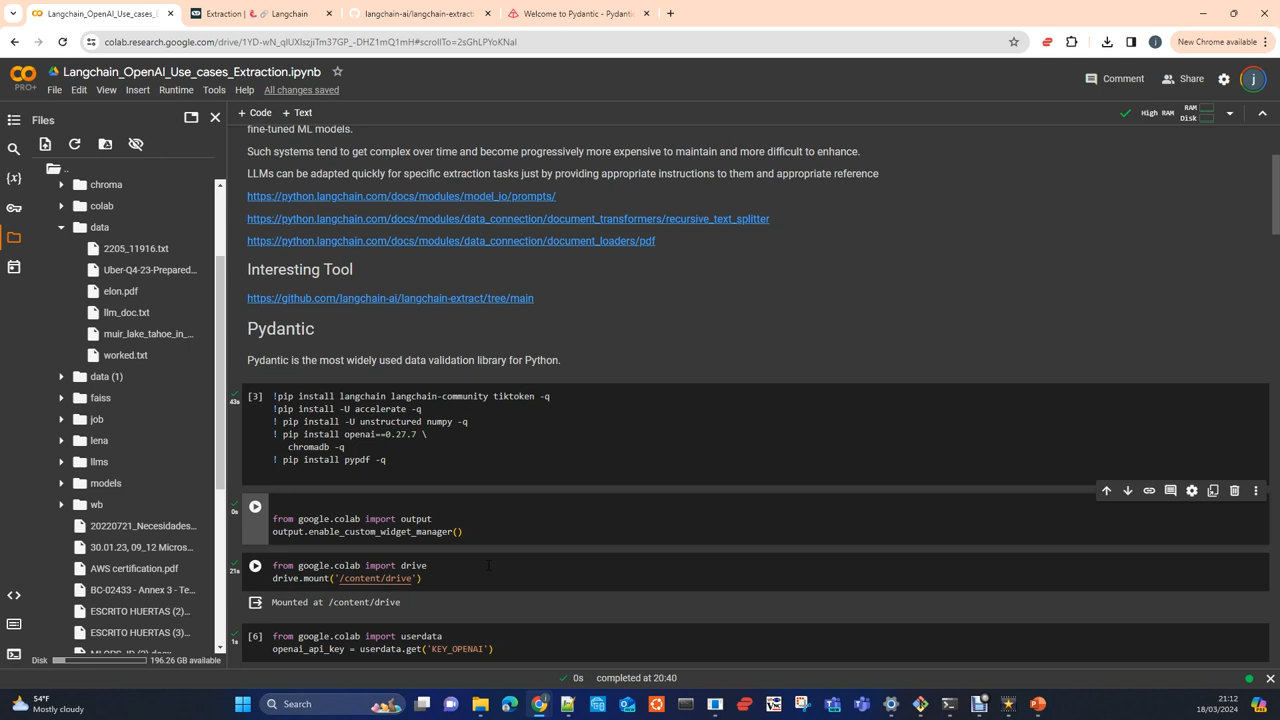 Langchain_OpenAI_Use_cases_
Extraction | 🦜️🔗 Langchain
langchain-ai/langchain-extract:
Welcome to Pydantic - Pydantic
colab.research.google.com/drive/1YD-wN_qIUXIszjiTm37GP_-DHZ1mQ1mH#scrollTo=2sGhLPYoKNaI
New Chrome available
Langchain_OpenAI_Use_cases_Extraction.ipynb
PRO+
File Edit View Insert Runtime Tools Help All changes saved
Comment
Share
j
Files
+ Code + Text
High RAM
RAM
Disk
..
chroma
colab
data
2205_11916.txt
Uber-Q4-23-Prepared...
elon.pdf
llm_doc.txt
muir_lake_tahoe_in_...
worked.txt
data (1)
faiss
job
lena
llms
models
wb
20220721_Necesidades...
30.01.23, 09_12 Micros...
AWS certification.pdf
BC-02433 - Annex 3 - Te...
ESCRITO HUERTAS (2)...
ESCRITO HUERTAS (3)...
Disk 196.26 GB available
fine-tuned ML models.
Such systems tend to get complex over time and become progressively more expensive to maintain and more difficult to enhance.
LLMs can be adapted quickly for specific extraction tasks just by providing appropriate instructions to them and appropriate reference
https://python.langchain.com/docs/modules/model_io/prompts/
https://python.langchain.com/docs/modules/data_connection/document_transformers/recursive_text_splitter
https://python.langchain.com/docs/modules/data_connection/document_loaders/pdf
Interesting Tool
https://github.com/langchain-ai/langchain-extract/tree/main
Pydantic
Pydantic is the most widely used data validation library for Python.
43s
[3] !pip install langchain langchain-community tiktoken -q
!pip install -U accelerate -q
! pip install -U unstructured numpy -q
! pip install openai==0.27.7 \
chromadb -q
! pip install pypdf -q
0s
from google.colab import output
output.enable_custom_widget_manager()
21s
from google.colab import drive
drive.mount('/content/drive')
Mounted at /content/drive
1s
[6] from google.colab import userdata
openai_api_key = userdata.get('KEY_OPENAI')
0s completed at 20:40
54°F
Mostly cloudy
Search
21:12
18/03/2024